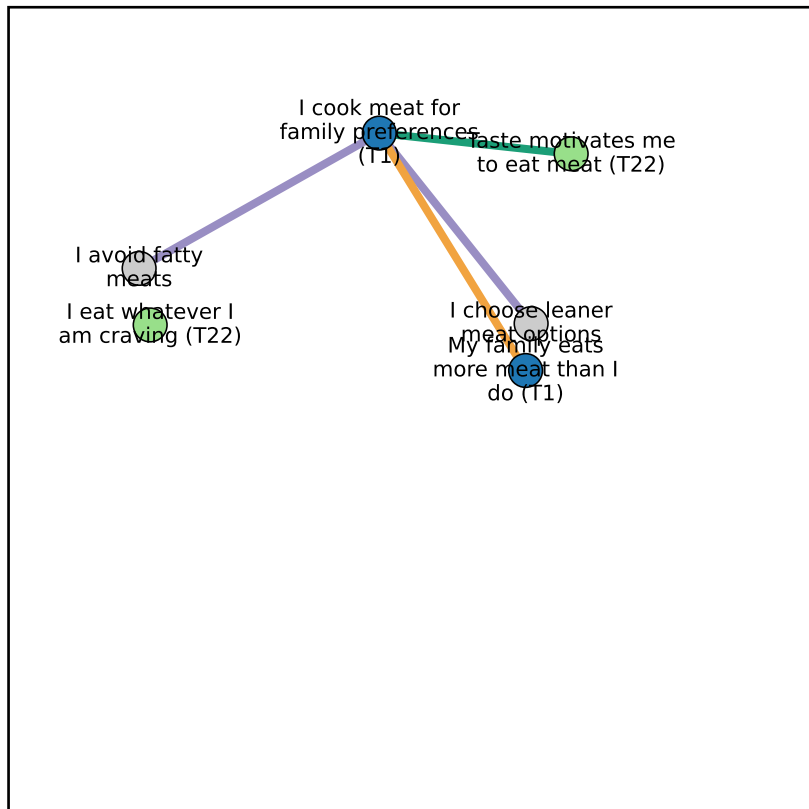 I cook meat for
family preferences
(T1)
Taste motivates me
to eat meat (T22)
I avoid fatty
meats
I eat whatever I
am craving (T22)
I choose leaner
meat options
My family eats
more meat than I
do (T1)